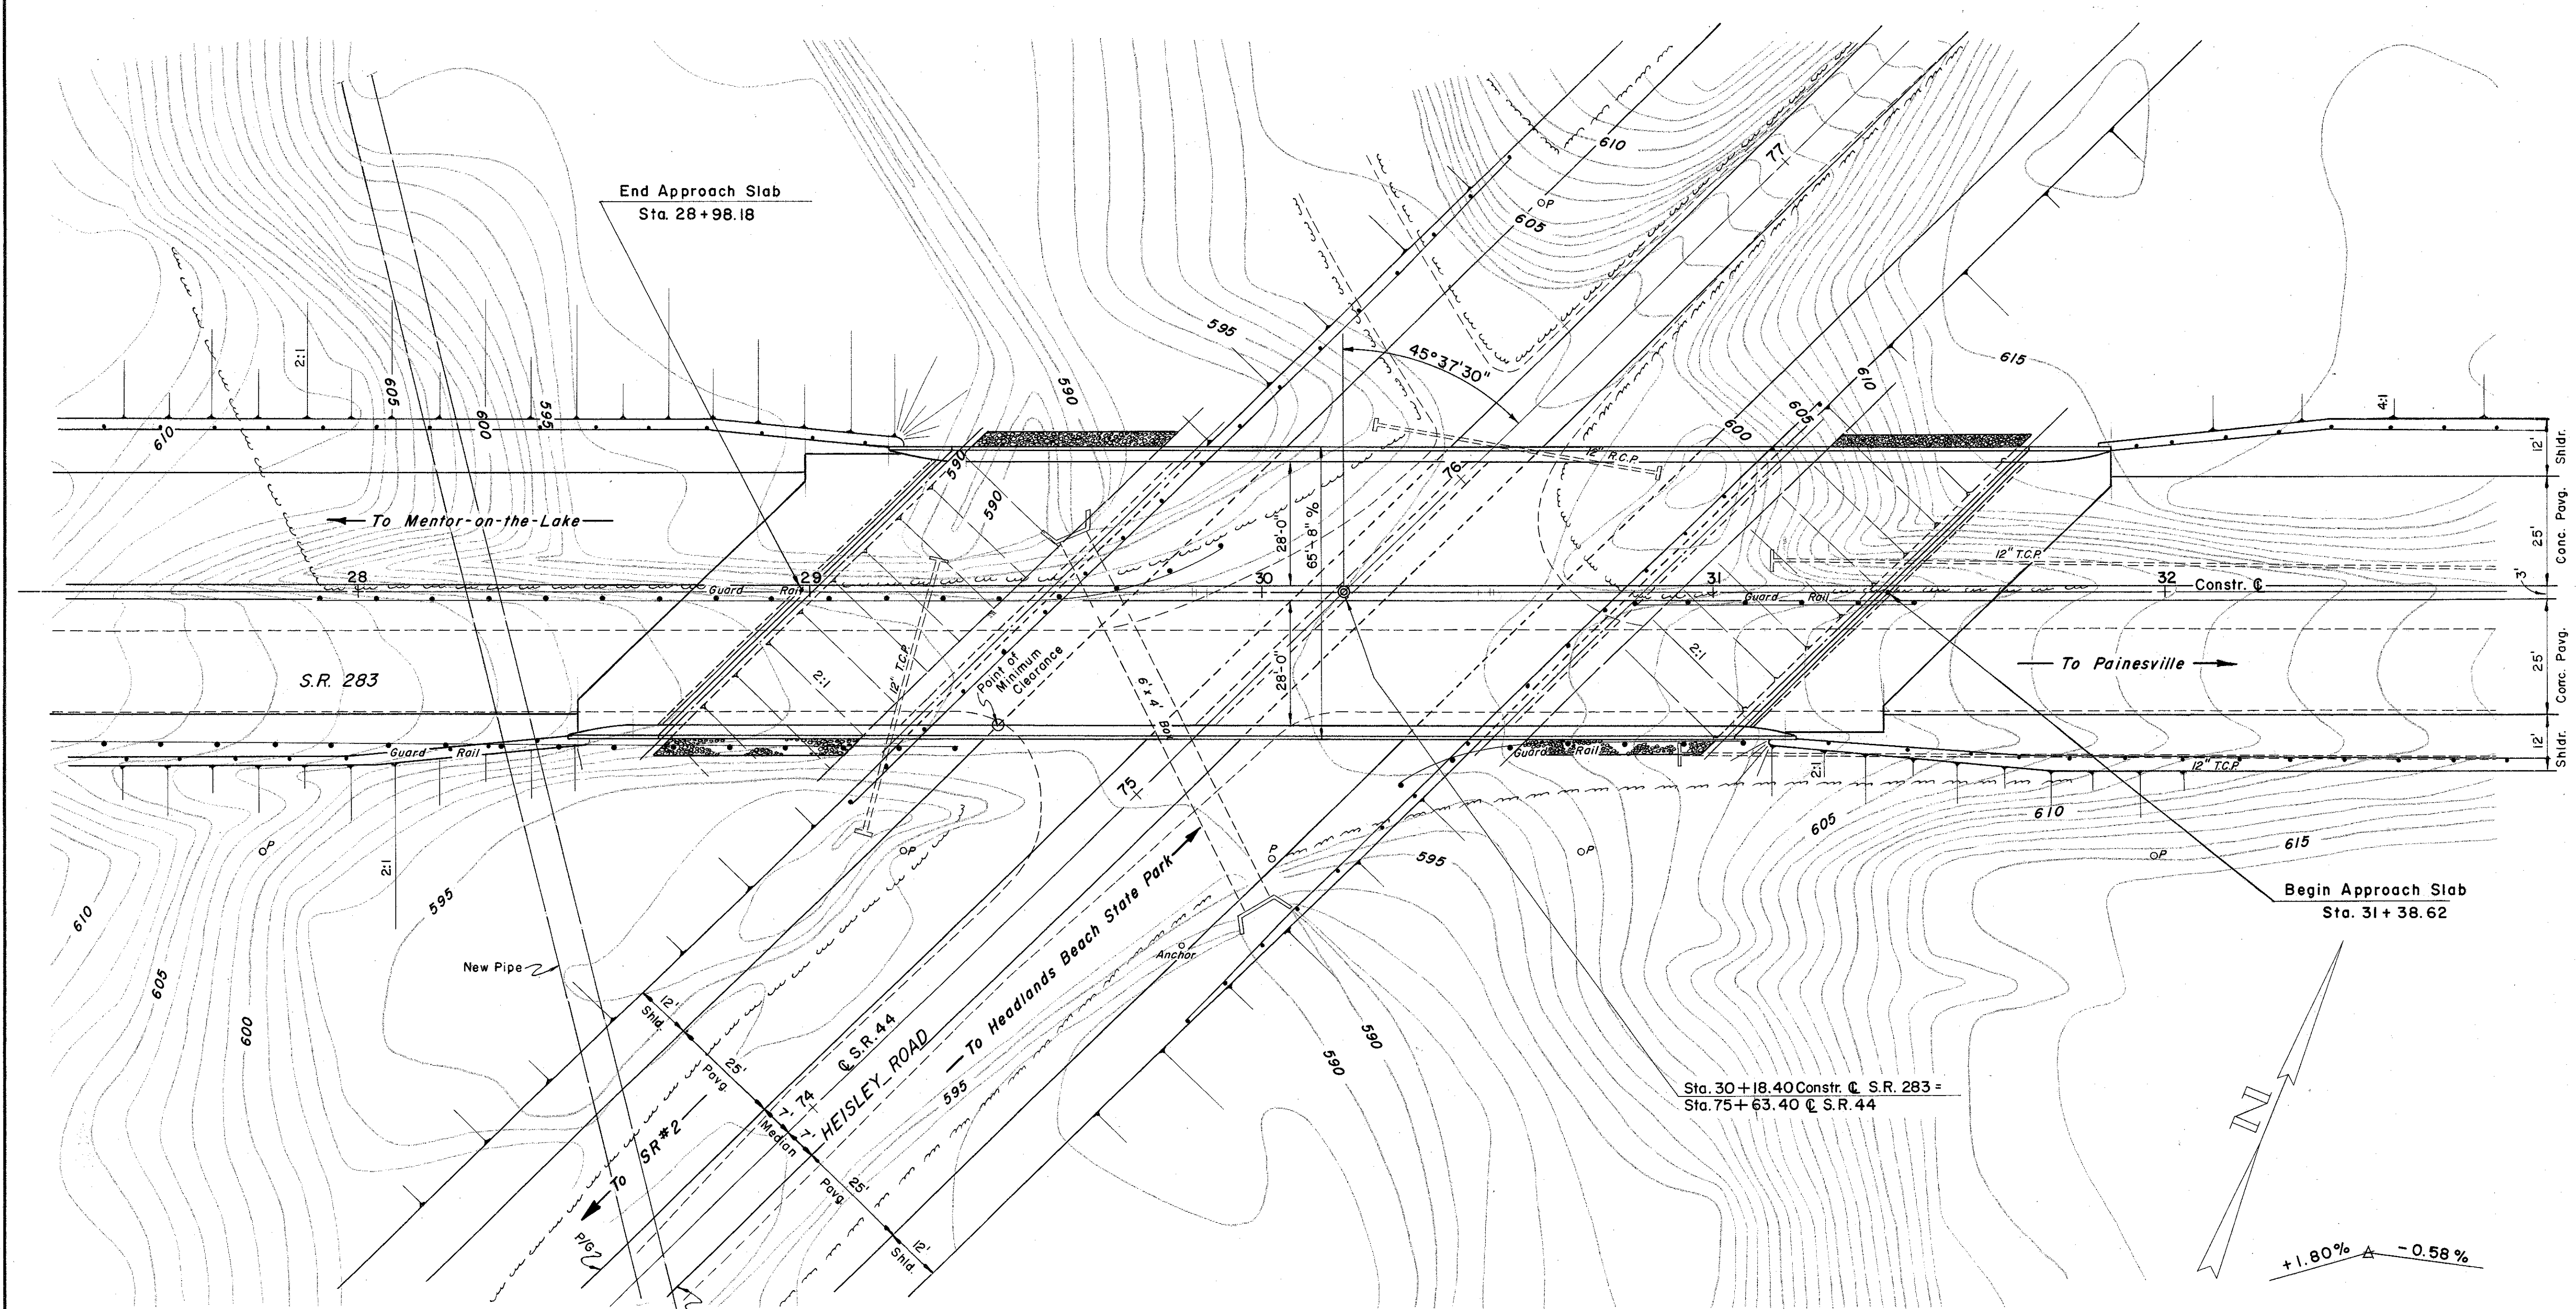 610
605
End Approach Slab
Sta. 28+98.18
77
595
45°37'30"
590
2:1
605
600
595
610
615
4:1
610
605
600
590
590
12" R.C.P.
76
12' Shldr.
25' Conc. Pavg.
3'
25' Conc. Pavg.
12' Shldr.
To Mentor-on-the-Lake
28'-0"
65'-8" %
12" T.C.P.
28
29
30
31
32
Guard Rail
Guard Rail
Constr. ℄
28'-0"
12" T.C.P.
Point of
Minimum
Clearance
6' x 4' Box
2:1
2:1
S.R. 283
To Painesville
Guard Rail
Guard Rail
2:1
12" T.C.P.
75
605
610
615
P
P
P
P
P
P
595
2:1
595
610
Begin Approach Slab
Sta. 31+38.62
To Headlands Beach State Park
Anchor
New Pipe
605
600
590
590
595
12' Shld.
25' Pavg.
7'
Median
7'
25' Pavg.
12' Shld.
74
℄ S.R. 44
HEISLEY ROAD
To SR#2
P/G
Sta. 30+18.40 Constr. ℄ S.R. 283 =
Sta. 75+63.40 ℄ S.R. 44
N
+1.80% -0.58%